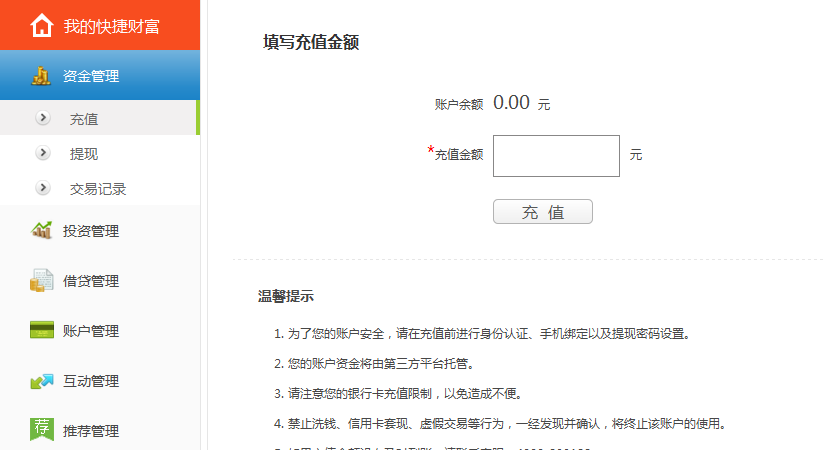 我的快捷财富
资金管理
充值
提现
交易记录
投资管理
借贷管理
账户管理
互动管理
荐 推荐管理
填写充值金额
账户余额 0.00 元
*充值金额 元
充 值
温馨提示
1. 为了您的账户安全，请在充值前进行身份认证、手机绑定以及提现密码设置。
2. 您的账户资金将由第三方平台托管。
3. 请注意您的银行卡充值限制，以免造成不便。
4. 禁止洗钱、信用卡套现、虚假交易等行为，一经发现并确认，将终止该账户的使用。